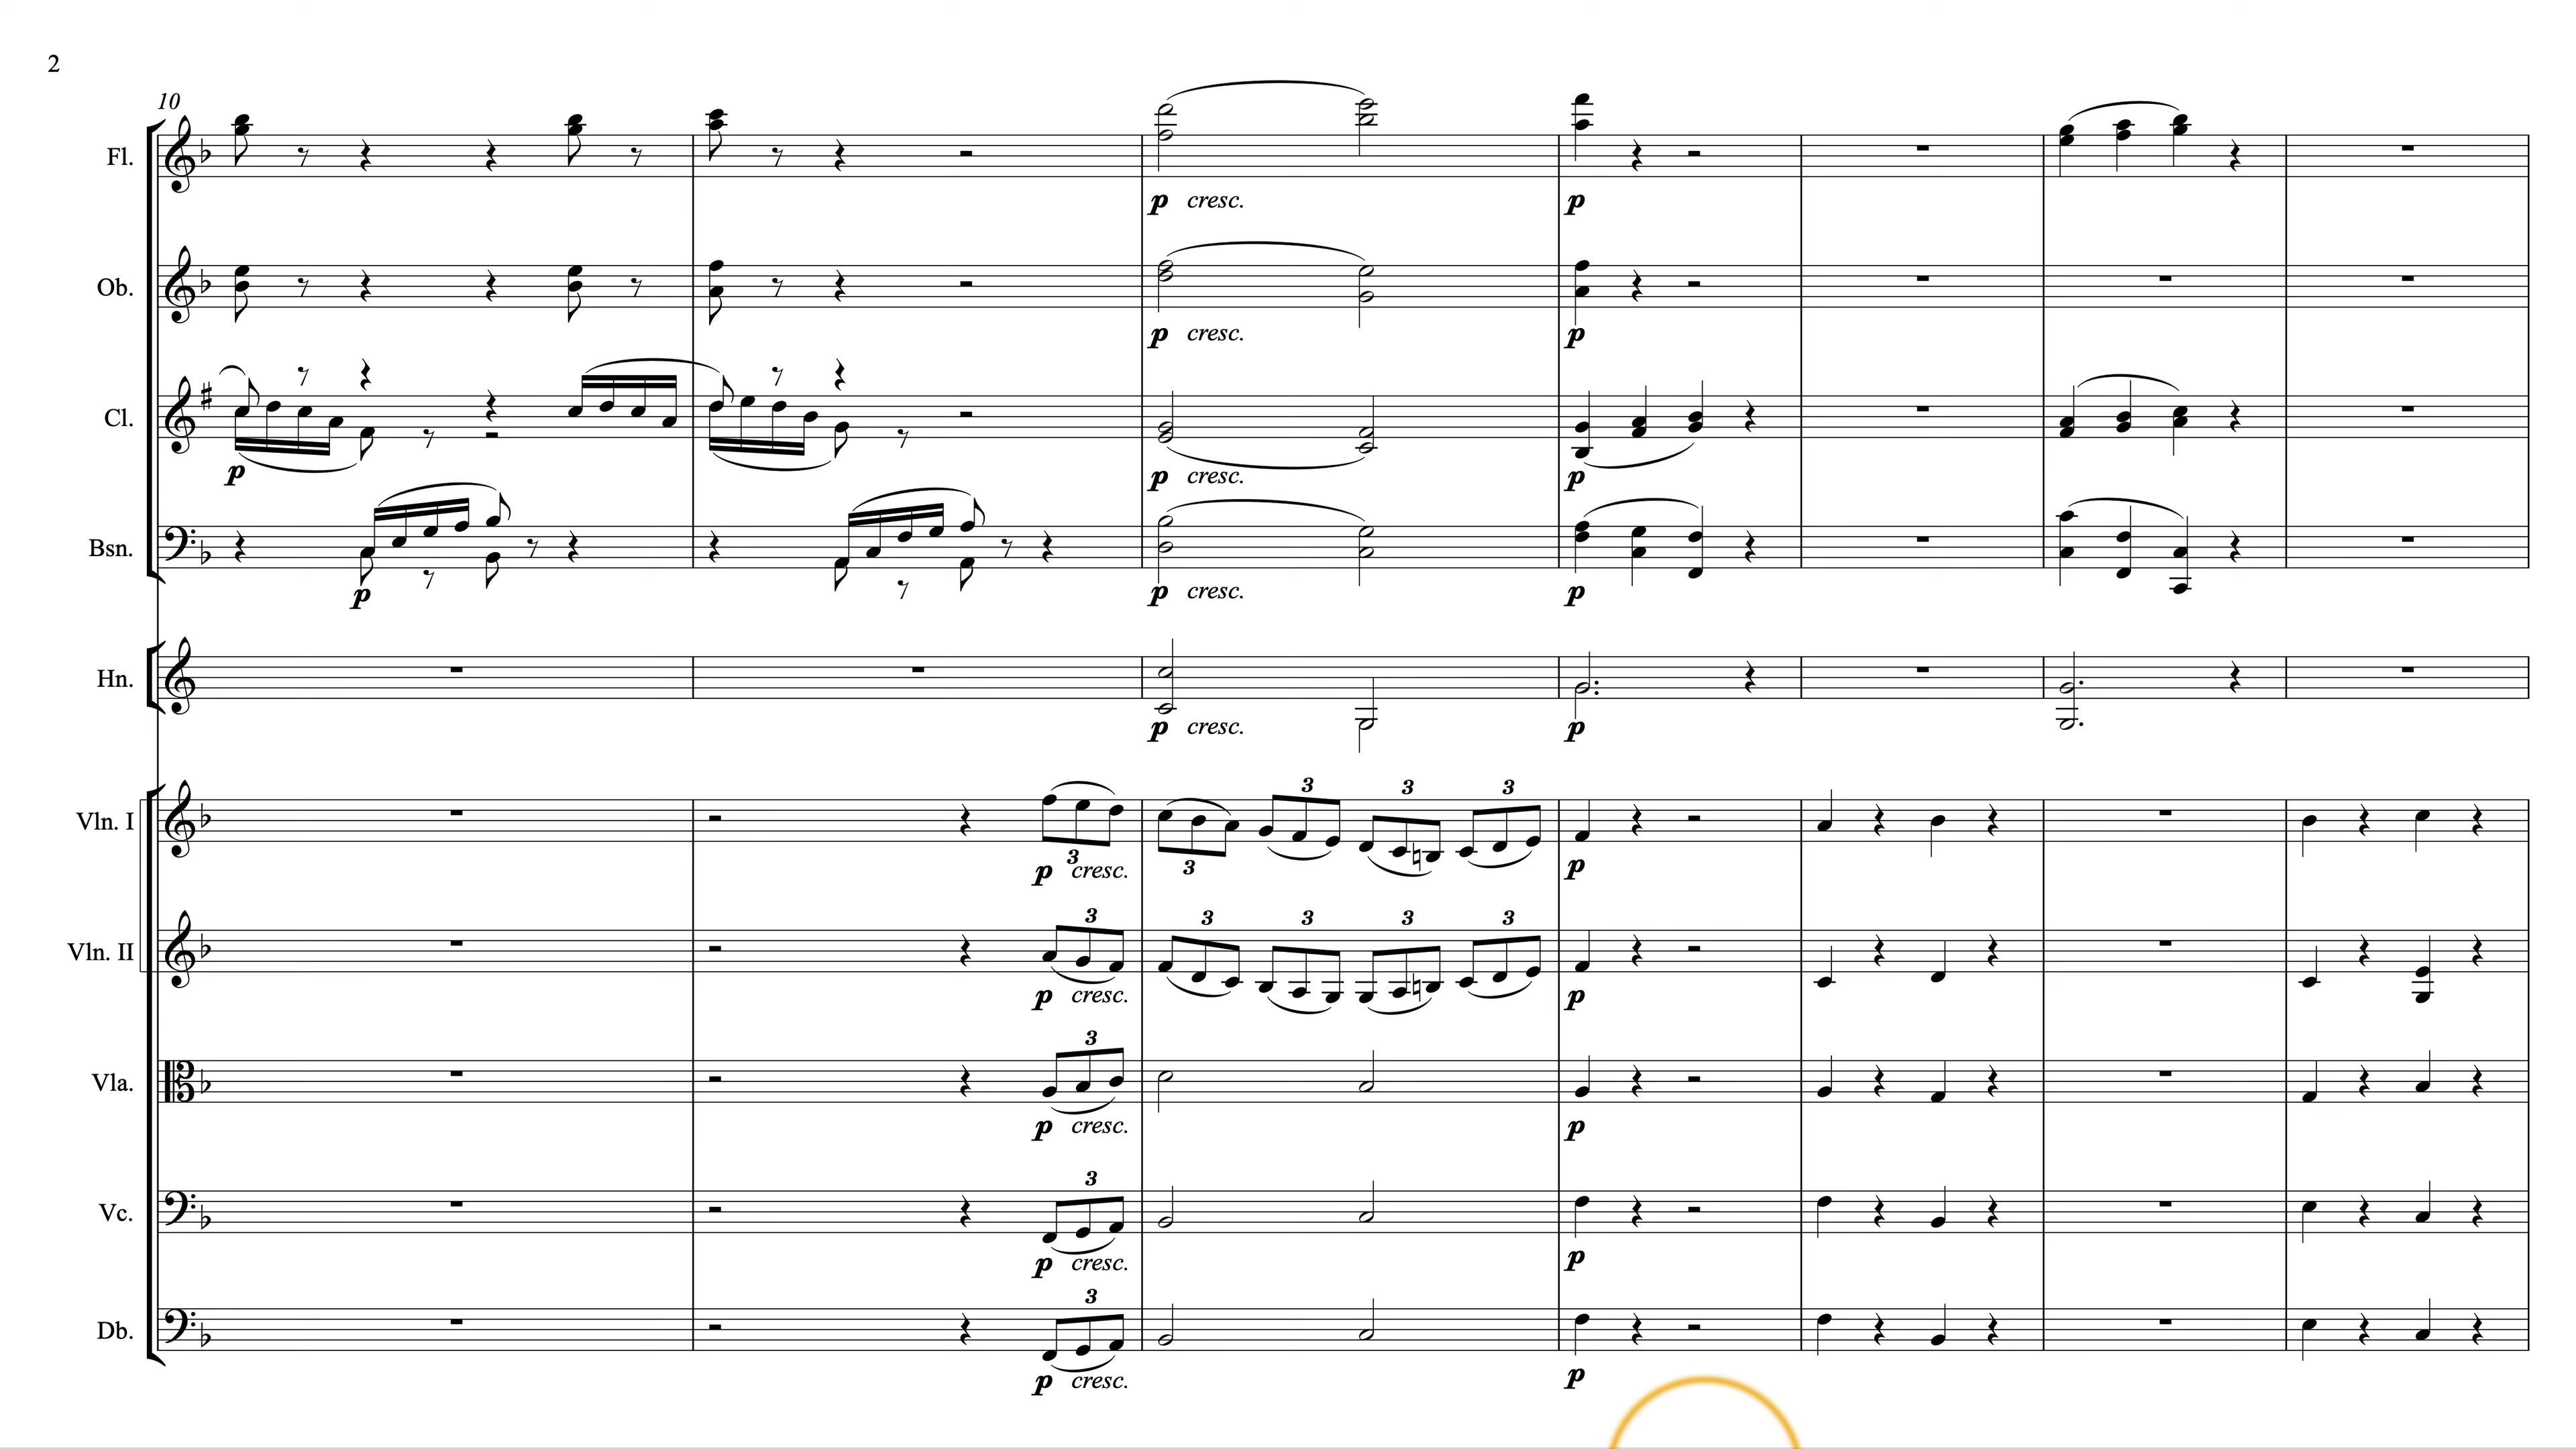 2
10
Fl.
p cresc. p
Ob.
p cresc. p
Cl.
p p cresc. p
Bsn.
p p cresc. p
Hn.
p cresc. p
3 3 3
Vln. I
3 3
p cresc. p
3 3 3 3 3
Vln. II
p cresc. p
3
Vla.
p cresc. p
3
Vc.
p cresc. p
3
Db.
p cresc. p